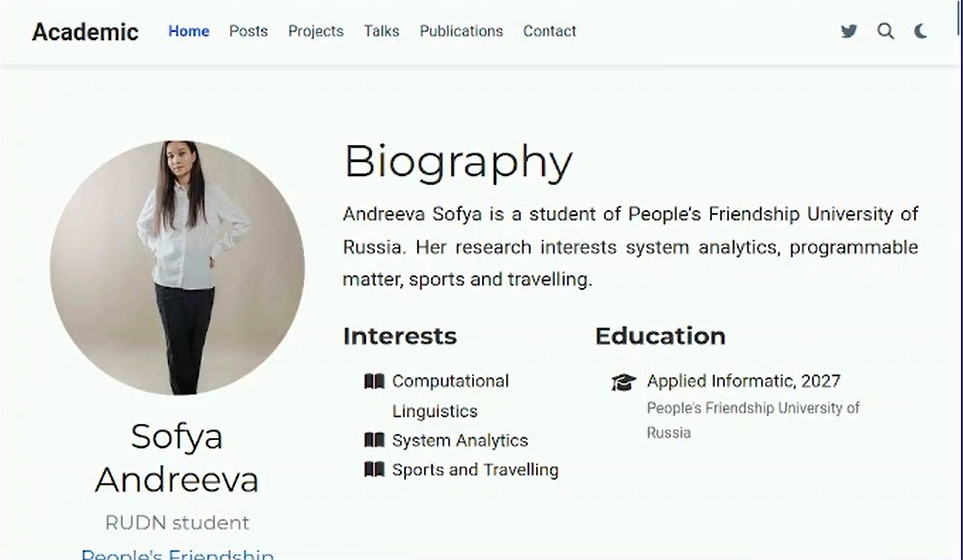 Academic Home Posts Projects Talks Publications Contact
Biography
Andreeva Sofya is a student of People's Friendship University of
Russia. Her research interests system analytics, programmable
matter, sports and travelling.
Interests
Computational
Linguistics
System Analytics
Sports and Travelling
Education
Applied Informatic, 2027
People's Friendship University of
Russia
Sofya
Andreeva
RUDN student
People's Friendship